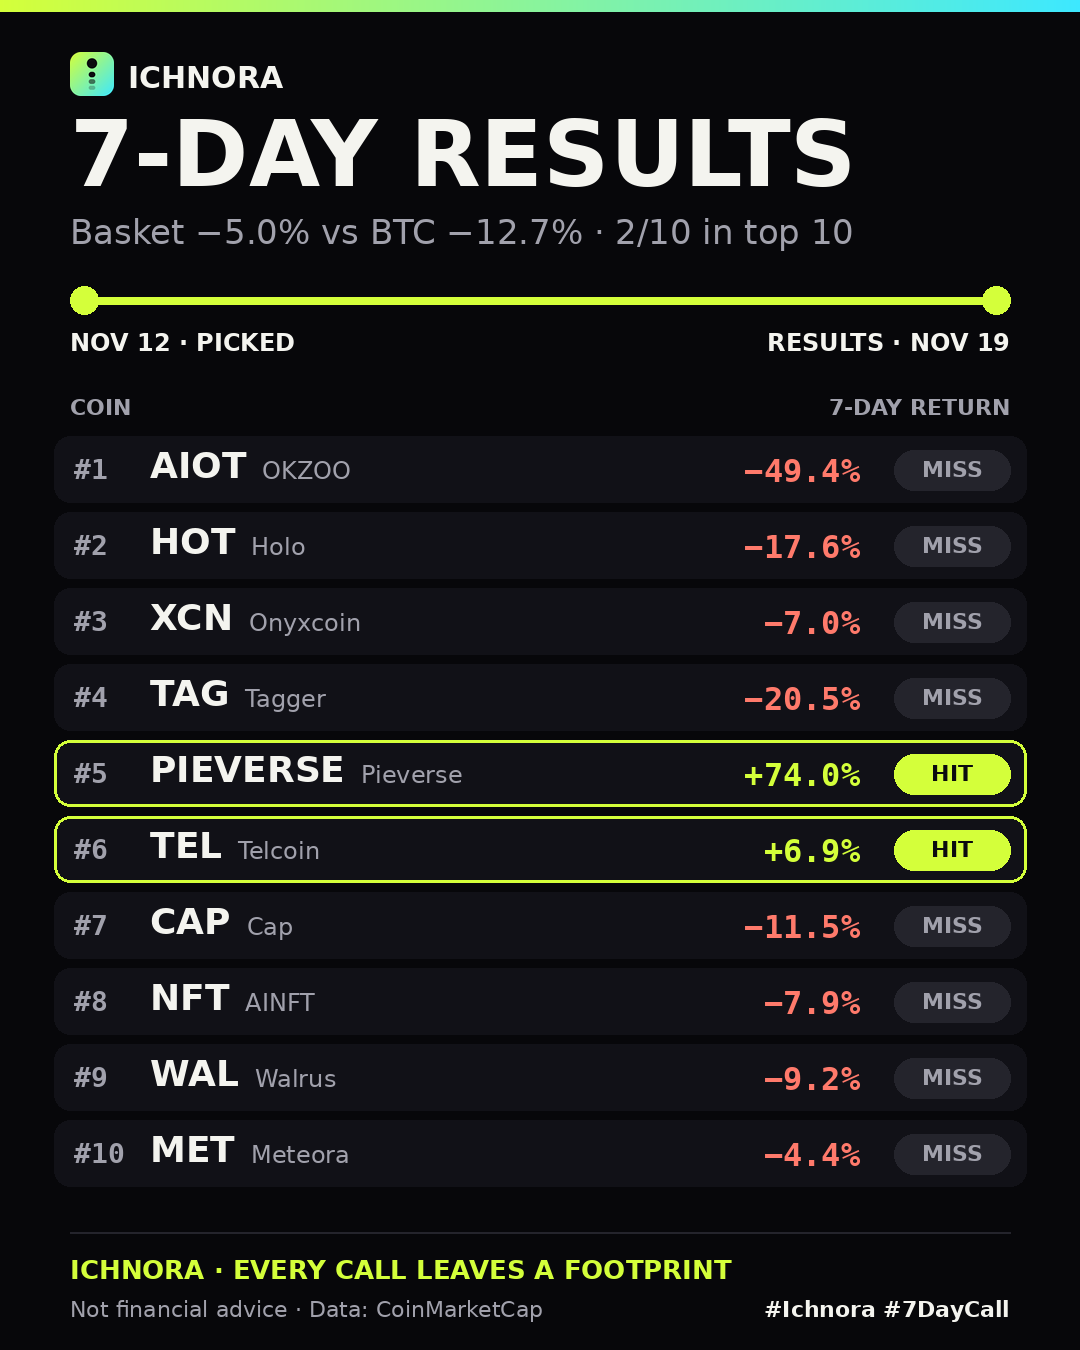 ICHNORA
7-DAY RESULTS
Basket −5.0% vs BTC −12.7% · 2/10 in top 10
NOV 12 · PICKED RESULTS · NOV 19
COIN 7-DAY RETURN
#1 AIOT OKZOO −49.4% MISS
#2 HOT Holo −17.6% MISS
#3 XCN Onyxcoin −7.0% MISS
#4 TAG Tagger −20.5% MISS
#5 PIEVERSE Pieverse +74.0% HIT
#6 TEL Telcoin +6.9% HIT
#7 CAP Cap −11.5% MISS
#8 NFT AINFT −7.9% MISS
#9 WAL Walrus −9.2% MISS
#10 MET Meteora −4.4% MISS
ICHNORA · EVERY CALL LEAVES A FOOTPRINT
Not financial advice · Data: CoinMarketCap #Ichnora #7DayCall